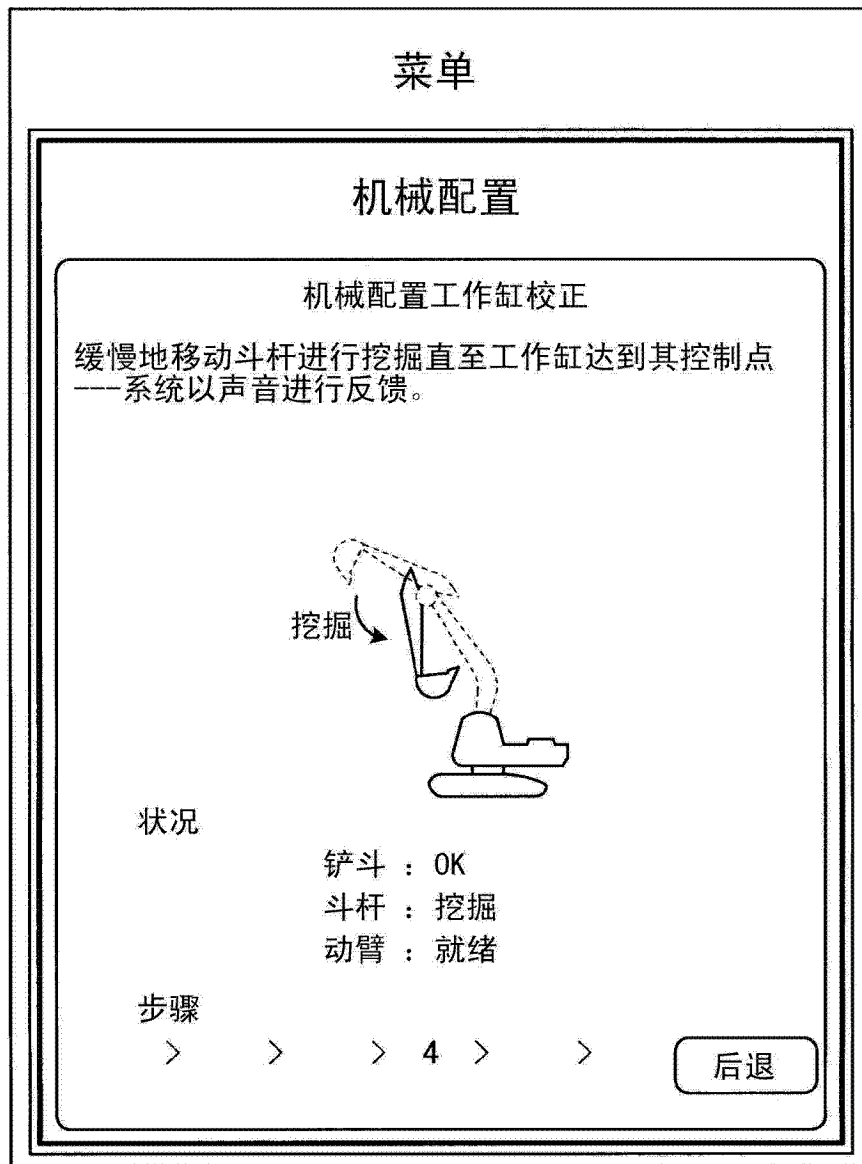 菜单
机械配置
机械配置工作缸校正
缓慢地移动斗杆进行挖掘直至工作缸达到其控制点
---系统以声音进行反馈。
挖掘
状况
铲斗 : OK
斗杆 : 挖掘
动臂 : 就绪
步骤
> > > 4 > >
后退